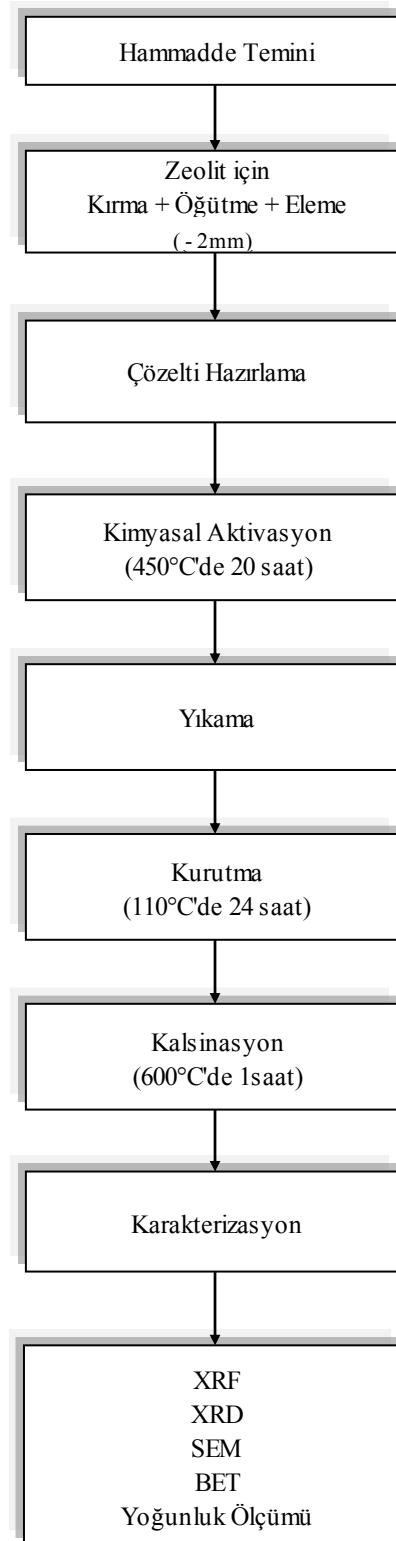 Hammadde Temini
Zeolit için
Kırma + Öğütme + Eleme
( - 2mm)
Çözelti Hazırlama
Kimyasal Aktivasyon
(450°C'de 20 saat)
Yıkama
Kurutma
(110°C'de 24 saat)
Kalsinasyon
(600°C'de 1saat)
Karakterizasyon
XRF
XRD
SEM
BET
Yoğunluk Ölçümü